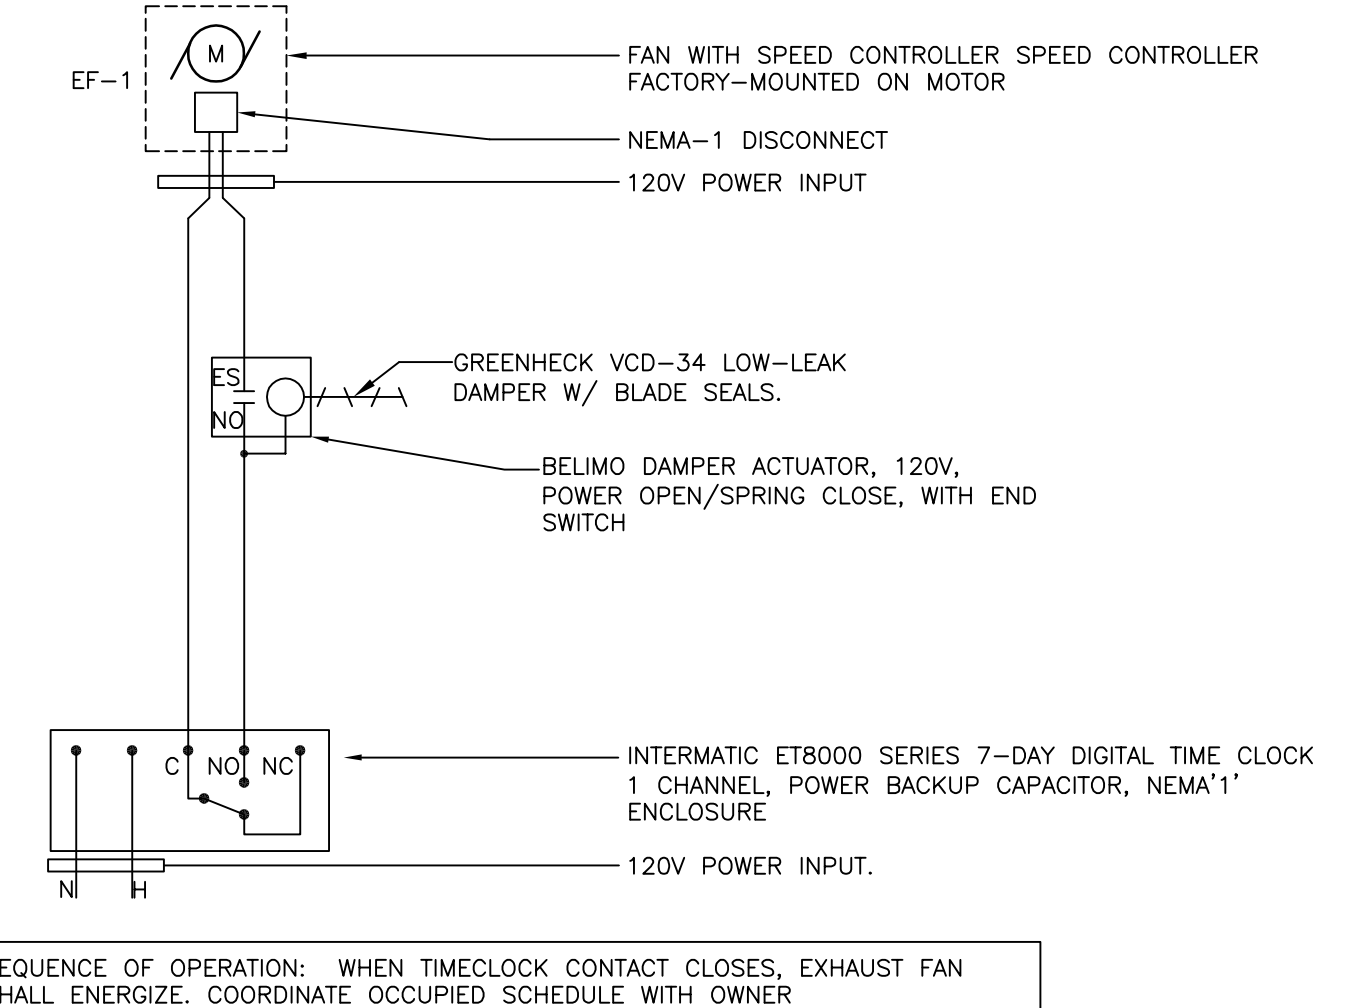 M
EF-1
FAN WITH SPEED CONTROLLER SPEED CONTROLLER
FACTORY-MOUNTED ON MOTOR
NEMA-1 DISCONNECT
120V POWER INPUT
ES
NO
GREENHECK VCD-34 LOW-LEAK
DAMPER W/ BLADE SEALS.
BELIMO DAMPER ACTUATOR, 120V,
POWER OPEN/SPRING CLOSE, WITH END
SWITCH
C NO NC
INTERMATIC ET8000 SERIES 7-DAY DIGITAL TIME CLOCK
1 CHANNEL, POWER BACKUP CAPACITOR, NEMA'1'
ENCLOSURE
120V POWER INPUT.
N H
EQUENCE OF OPERATION: WHEN TIMECLOCK CONTACT CLOSES, EXHAUST FAN
HALL ENERGIZE. COORDINATE OCCUPIED SCHEDULE WITH OWNER